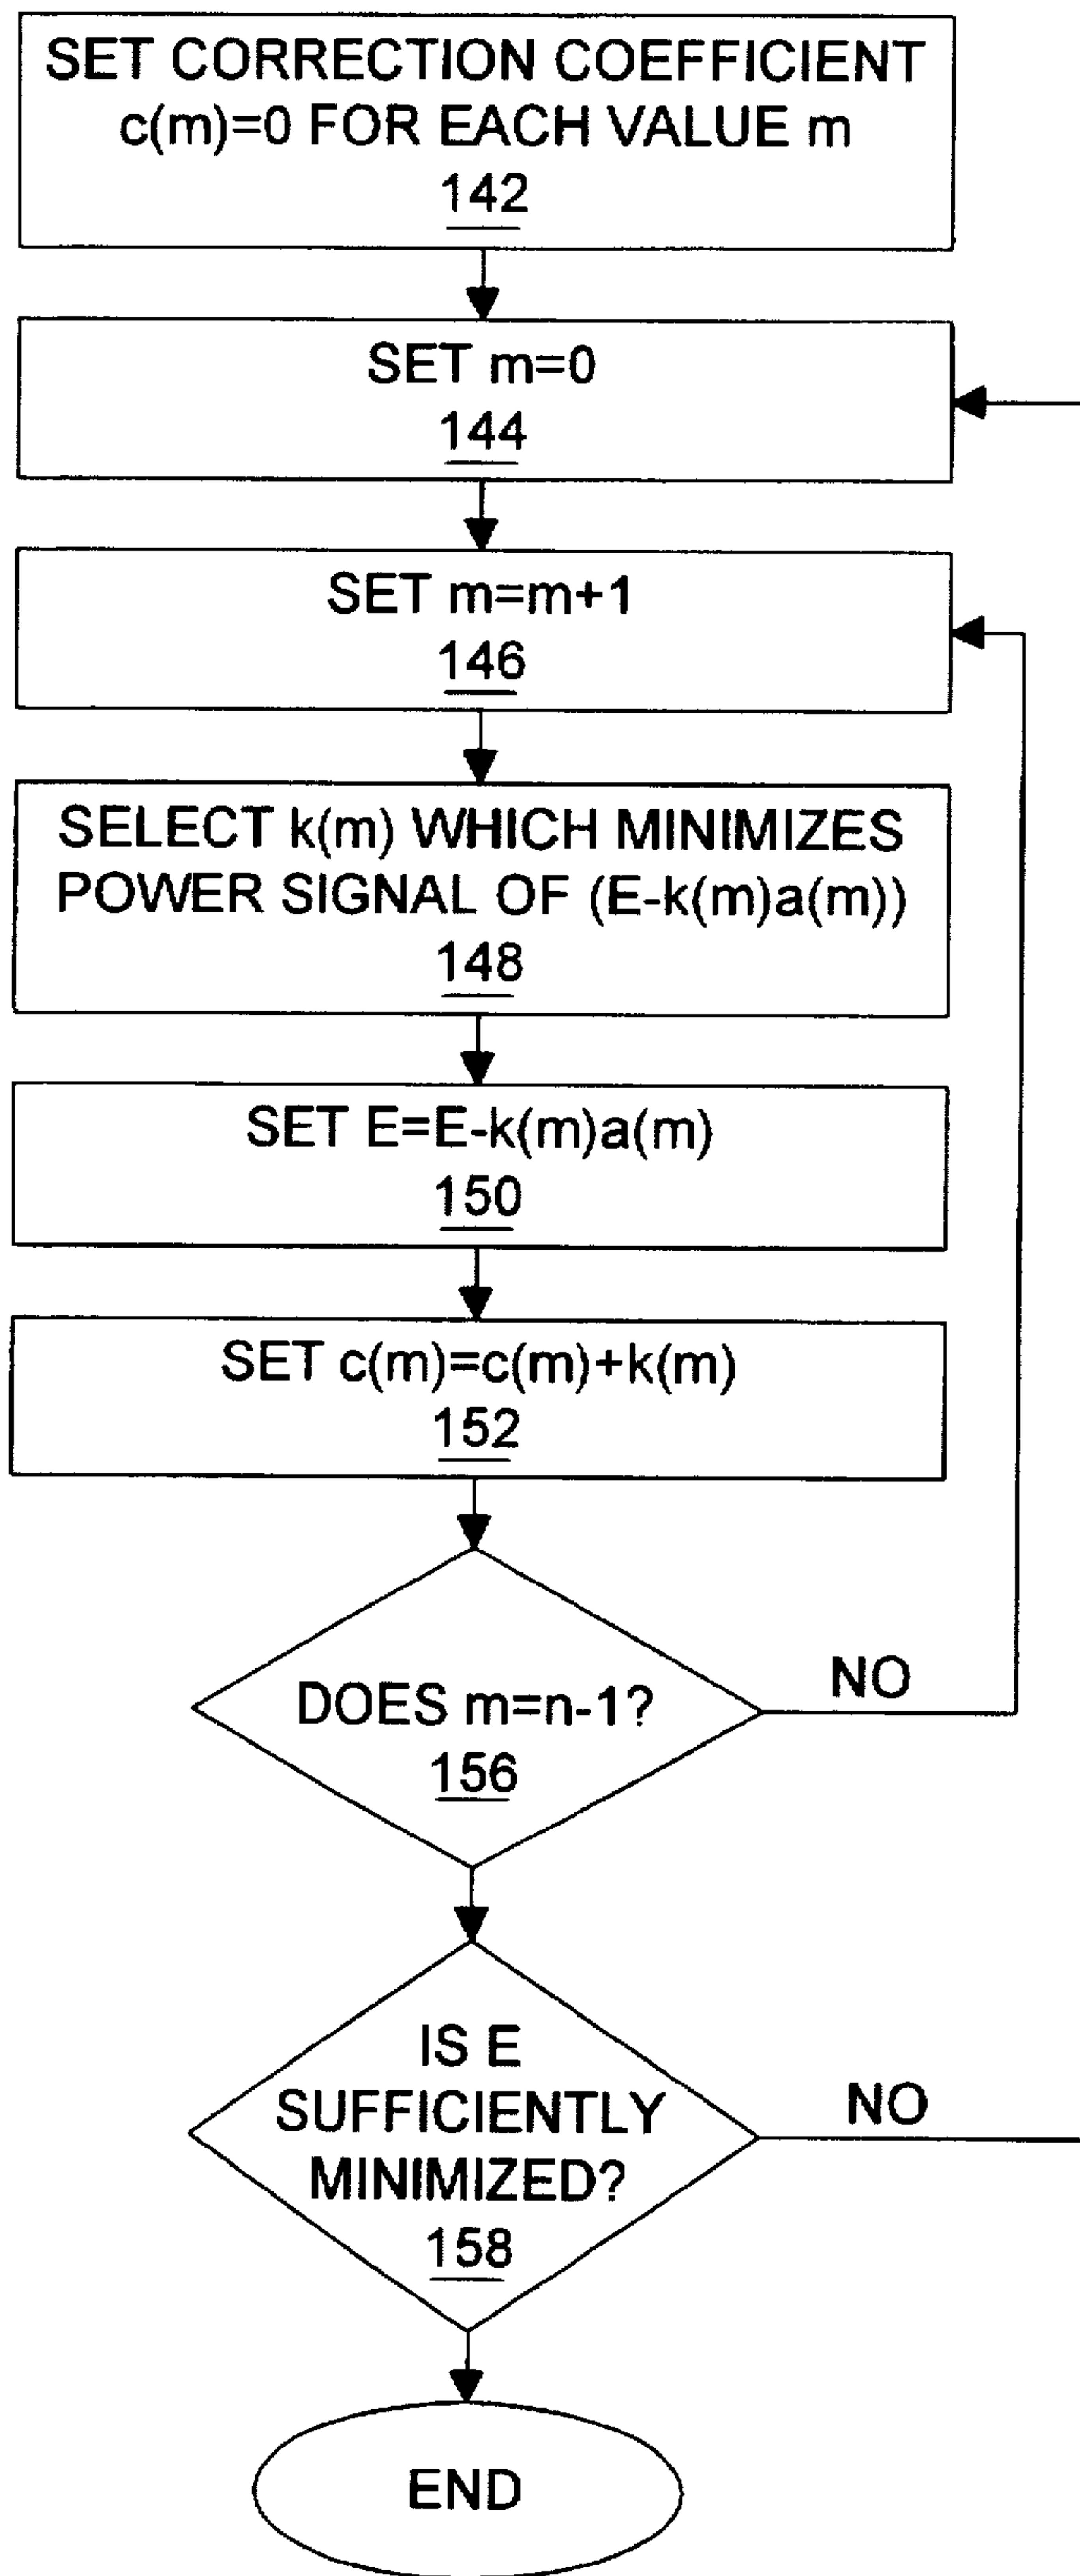 SET CORRECTION COEFFICIENT
c(m)=0 FOR EACH VALUE m
142
SET m=0
144
SET m=m+1
146
SELECT k(m) WHICH MINIMIZES
POWER SIGNAL OF (E-k(m)a(m))
148
SET E=E-k(m)a(m)
150
SET c(m)=c(m)+k(m)
152
DOES m=n-1?
156
NO
IS E
SUFFICIENTLY
MINIMIZED?
158
NO
END